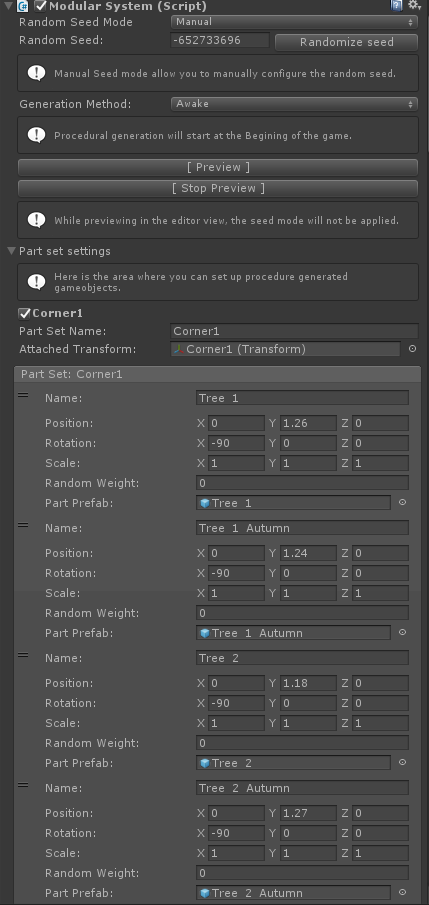 Modular System (Script)
Random Seed Mode Manual
Random Seed: -652733696 Randomize seed
Manual Seed mode allow you to manually configure the random seed.
Generation Method: Awake
Procedural generation will start at the Begining of the game.
[ Preview ]
[ Stop Preview ]
While previewing in the editor view, the seed mode will not be applied.
Part set settings
Here is the area where you can set up procedure generated
gameobjects.
Corner1
Part Set Name: Corner1
Attached Transform: Corner1 (Transform)
Part Set: Corner1
Name: Tree 1
Position: X 0 Y 1.26 Z 0
Rotation: X -90 Y 0 Z 0
Scale: X 1 Y 1 Z 1
Random Weight: 0
Part Prefab: Tree 1
Name: Tree 1 Autumn
Position: X 0 Y 1.24 Z 0
Rotation: X -90 Y 0 Z 0
Scale: X 1 Y 1 Z 1
Random Weight: 0
Part Prefab: Tree 1 Autumn
Name: Tree 2
Position: X 0 Y 1.18 Z 0
Rotation: X -90 Y 0 Z 0
Scale: X 1 Y 1 Z 1
Random Weight: 0
Part Prefab: Tree 2
Name: Tree 2 Autumn
Position: X 0 Y 1.27 Z 0
Rotation: X -90 Y 0 Z 0
Scale: X 1 Y 1 Z 1
Random Weight: 0
Part Prefab: Tree 2 Autumn